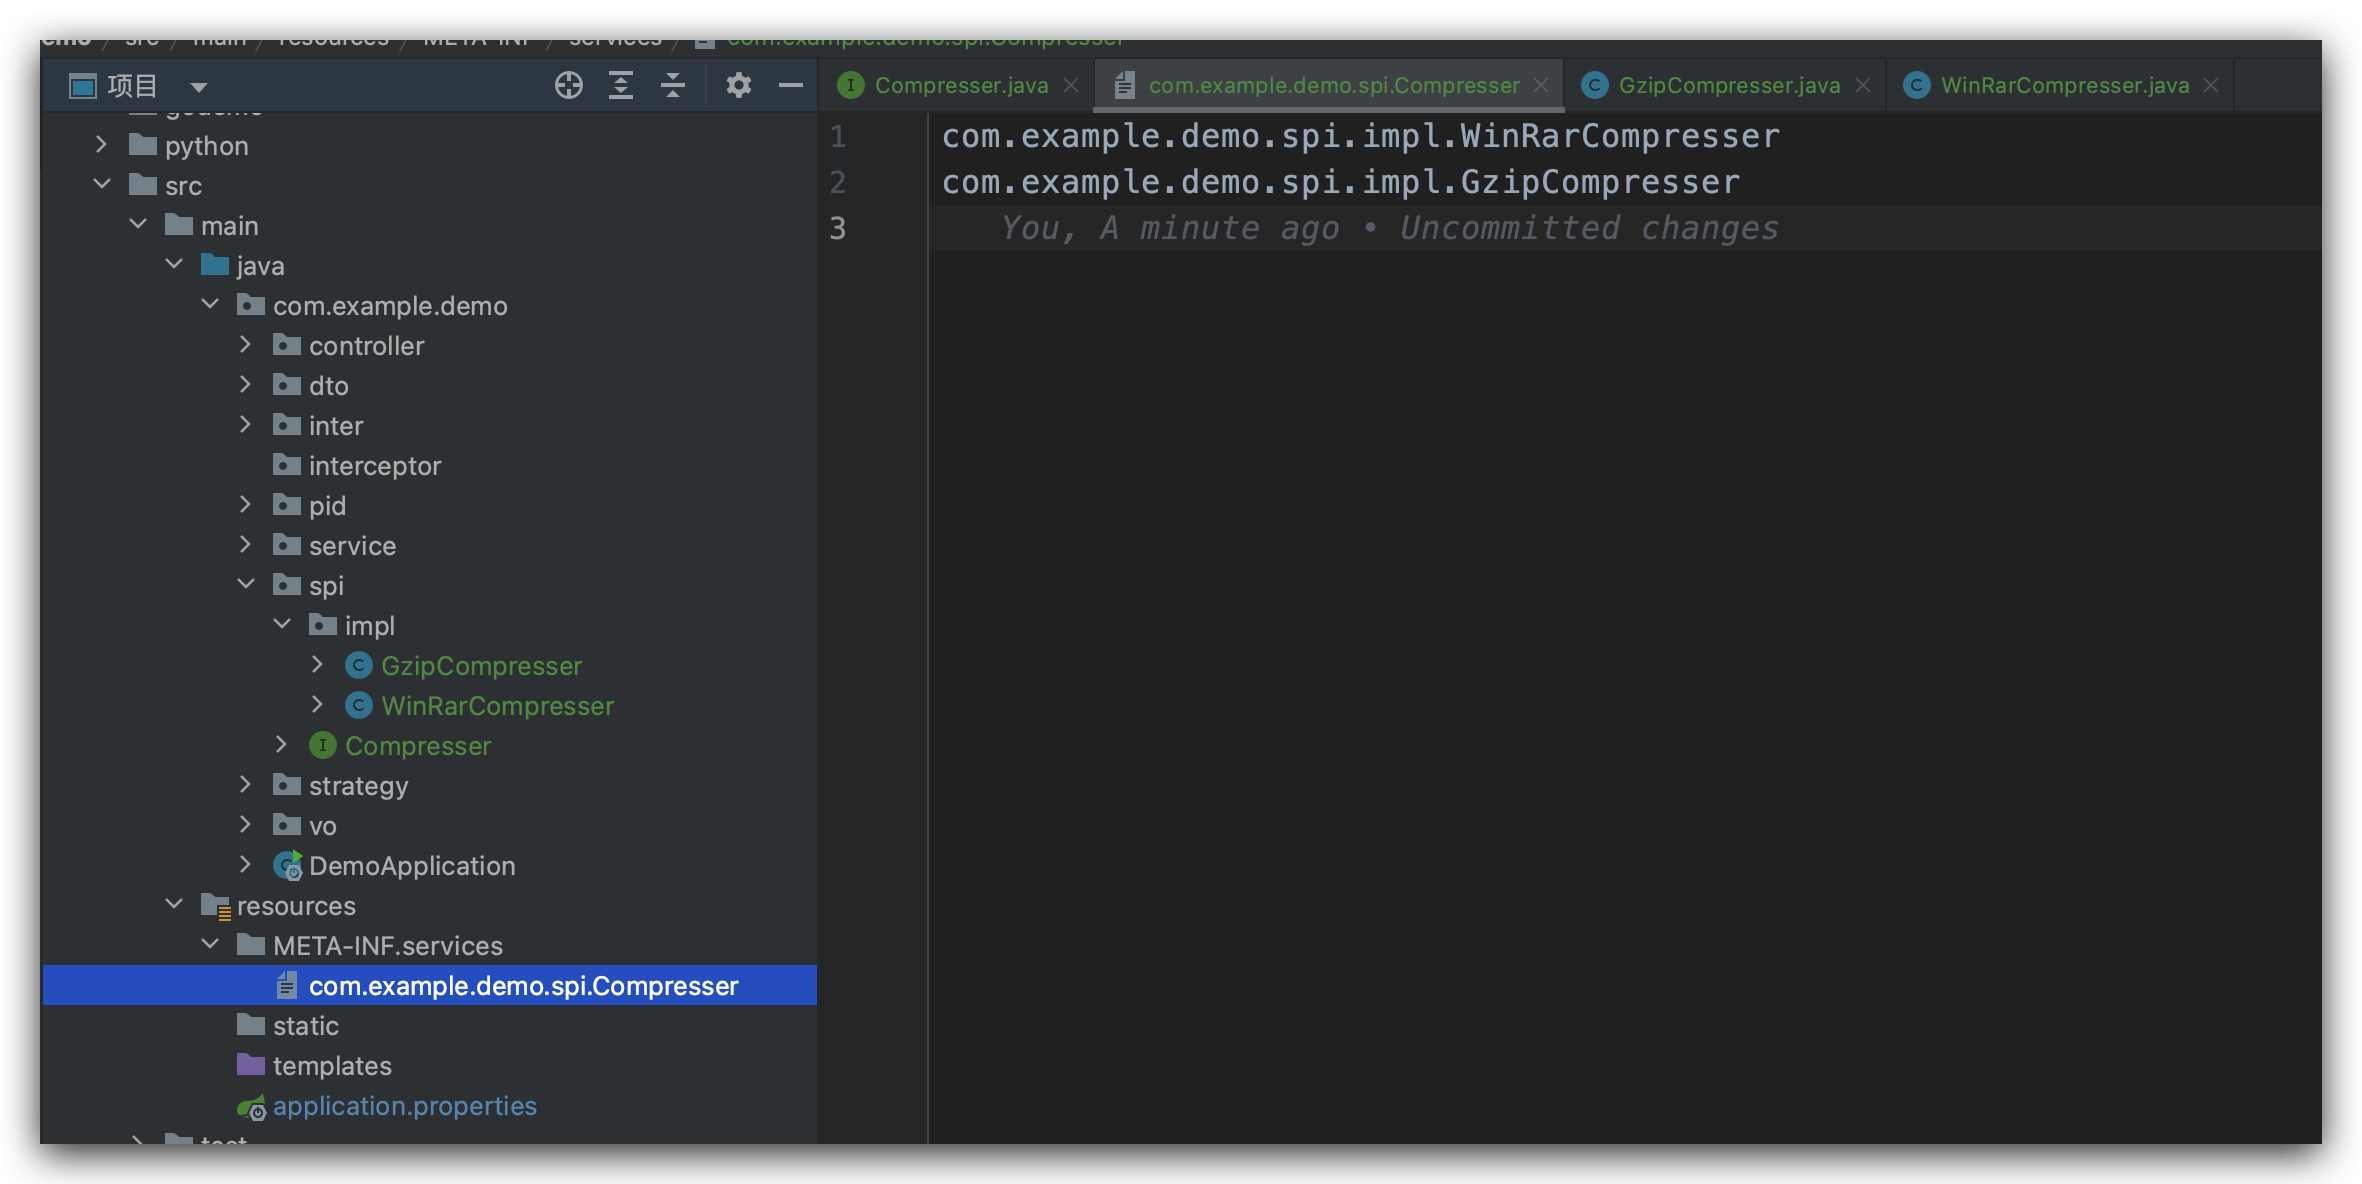 demo / src / main / resources / META-INF / services / com.example.demo.spi.Compresser
项目
Compresser.java
com.example.demo.spi.Compresser
GzipCompresser.java
WinRarCompresser.java
python
src
main
java
com.example.demo
controller
dto
inter
interceptor
pid
service
spi
impl
GzipCompresser
WinRarCompresser
Compresser
strategy
vo
DemoApplication
resources
META-INF.services
com.example.demo.spi.Compresser
static
templates
application.properties
test
1 com.example.demo.spi.impl.WinRarCompresser
2 com.example.demo.spi.impl.GzipCompresser
3 You, A minute ago • Uncommitted changes